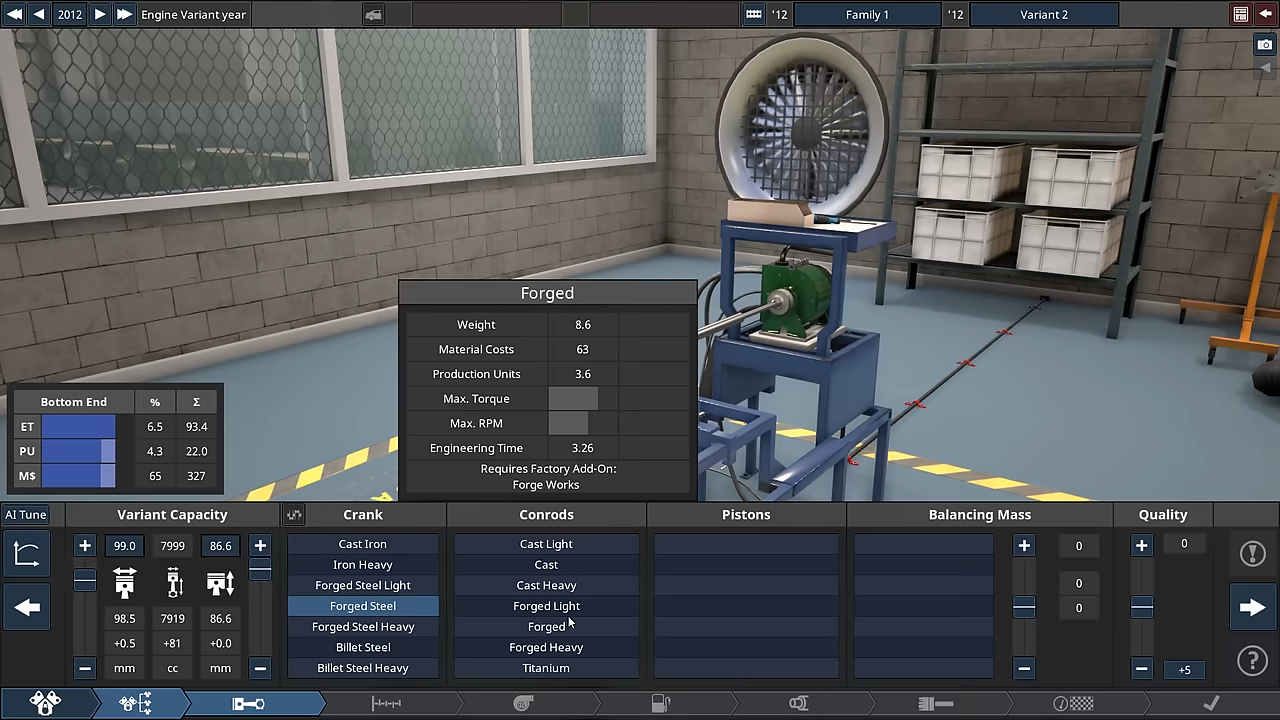 2012 Engine Variant year '12 Family 1 '12 Variant 2
Forged
Weight 8.6
Material Costs 63
Production Units 3.6
Max. Torque
Max. RPM
Engineering Time 3.26
Requires Factory Add-On:
Forge Works
Bottom End % Σ
ET 6.5 93.4
PU 4.3 22.0
M$ 65 327
AI Tune
Variant Capacity
+ 99.0 7999 86.6 +
98.5 7919 86.6
+0.5 +81 +0.0
- mm cc mm -
Crank
Cast Iron
Iron Heavy
Forged Steel Light
Forged Steel
Forged Steel Heavy
Billet Steel
Billet Steel Heavy
Conrods
Cast Light
Cast
Cast Heavy
Forged Light
Forged
Forged Heavy
Titanium
Pistons
Balancing Mass
+ 0
0
0
-
Quality
+ 0
- +5
?